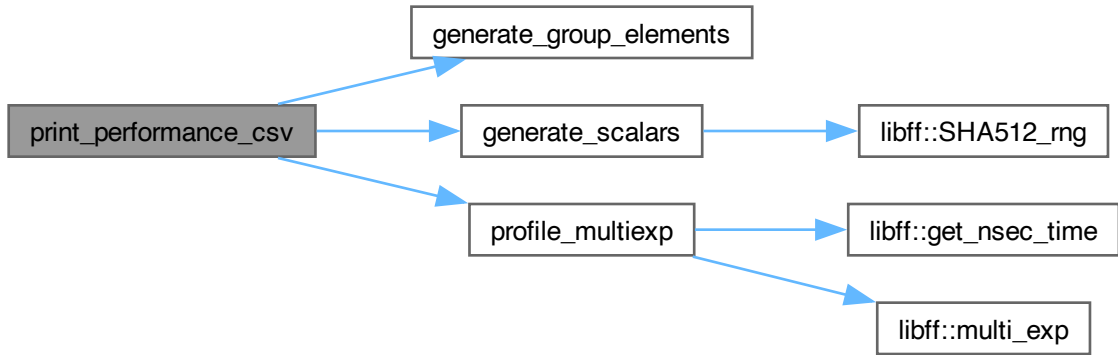 generate_group_elements
print_performance_csv
generate_scalars
libff::SHA512_rng
profile_multiexp
libff::get_nsec_time
libff::multi_exp